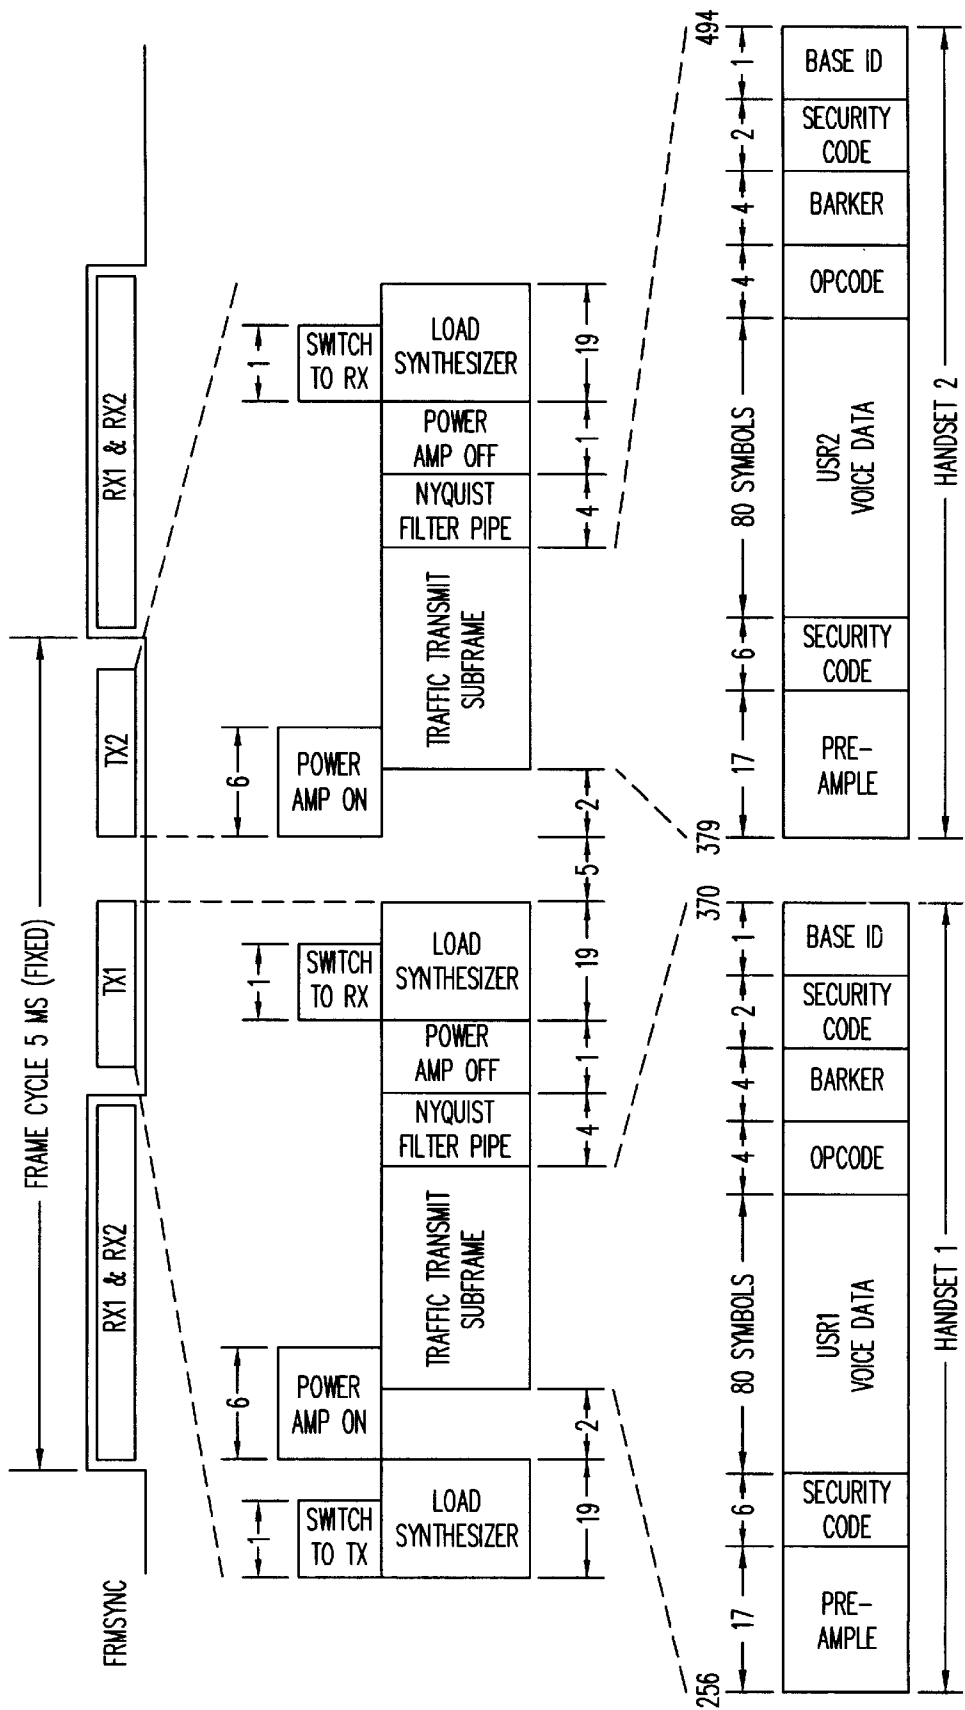 FRAME CYCLE 5 MS (FIXED)
FRMSYNC
RX1 & RX2
TX1
TX2
RX1 & RX2
1
6
1
6
1
SWITCH
TO TX
POWER
AMP ON
SWITCH
TO RX
POWER
AMP ON
SWITCH
TO RX
LOAD
SYNTHESIZER
TRAFFIC TRANSMIT
SUBFRAME
NYQUIST
FILTER PIPE
POWER
AMP OFF
LOAD
SYNTHESIZER
TRAFFIC TRANSMIT
SUBFRAME
NYQUIST
FILTER PIPE
POWER
AMP OFF
LOAD
SYNTHESIZER
19
2
4
1
19
5
2
4
1
19
256
370
379
494
17
6
80 SYMBOLS
4
4
2
1
17
6
80 SYMBOLS
4
4
2
1
PRE-
AMPLE
SECURITY
CODE
USR1
VOICE DATA
OPCODE
BARKER
SECURITY
CODE
BASE ID
PRE-
AMPLE
SECURITY
CODE
USR2
VOICE DATA
OPCODE
BARKER
SECURITY
CODE
BASE ID
HANDSET 1
HANDSET 2